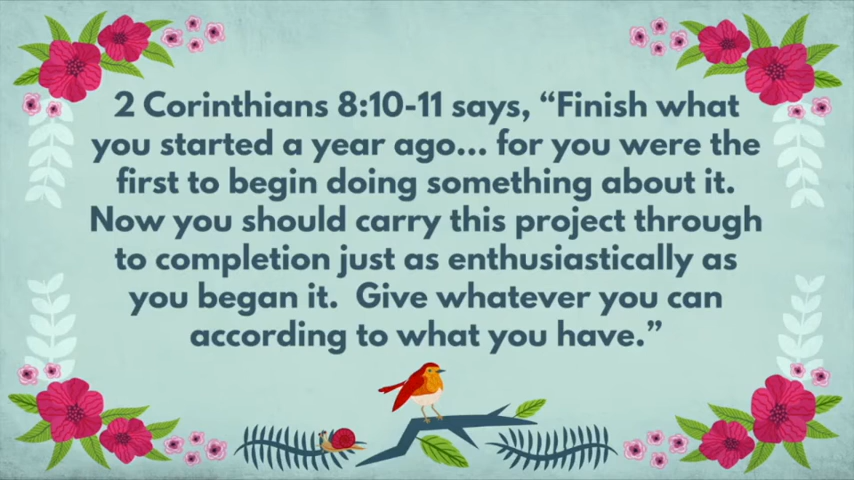 2 Corinthians 8:10-11 says, “Finish what
you started a year ago... for you were the
first to begin doing something about it.
Now you should carry this project through
to completion just as enthusiastically as
you began it.  Give whatever you can
according to what you have.”